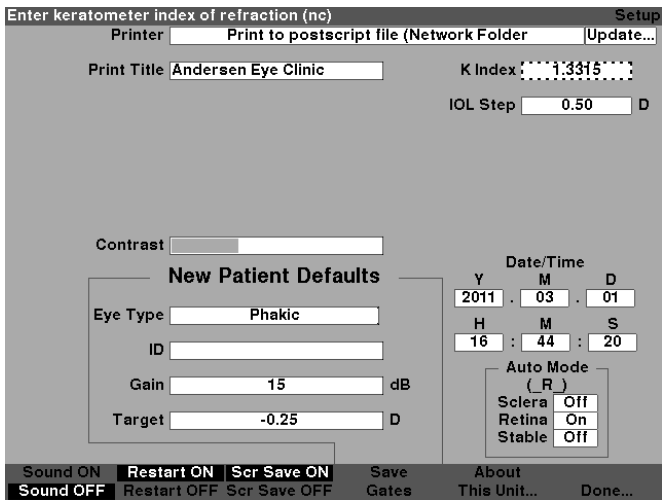 Enter keratometer index of refraction (nc) Setup
Printer Print to postscript file (Network Folder Update...
Print Title Andersen Eye Clinic K Index 1.3315
IOL Step 0.50 D
Contrast
Date/Time
New Patient Defaults Y M D
2011 . 03 . 01
Eye Type Phakic H M S
ID 16 : 44 : 20
Auto Mode
Gain 15 dB (_R_)
Sclera Off
Target -0.25 D Retina On
Stable Off
Sound ON Restart ON Scr Save ON Save About
Sound OFF Restart OFF Scr Save OFF Gates This Unit... Done...